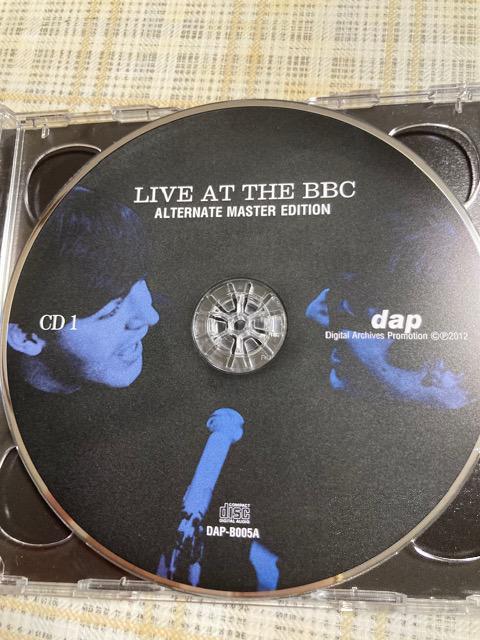 LIVE AT THE BBC
ALTERNATE MASTER EDITION
CD 1
dap
Digital Archives Promotion ©℗2012
COMPACT
disc
DIGITAL AUDIO
DAP-B005A